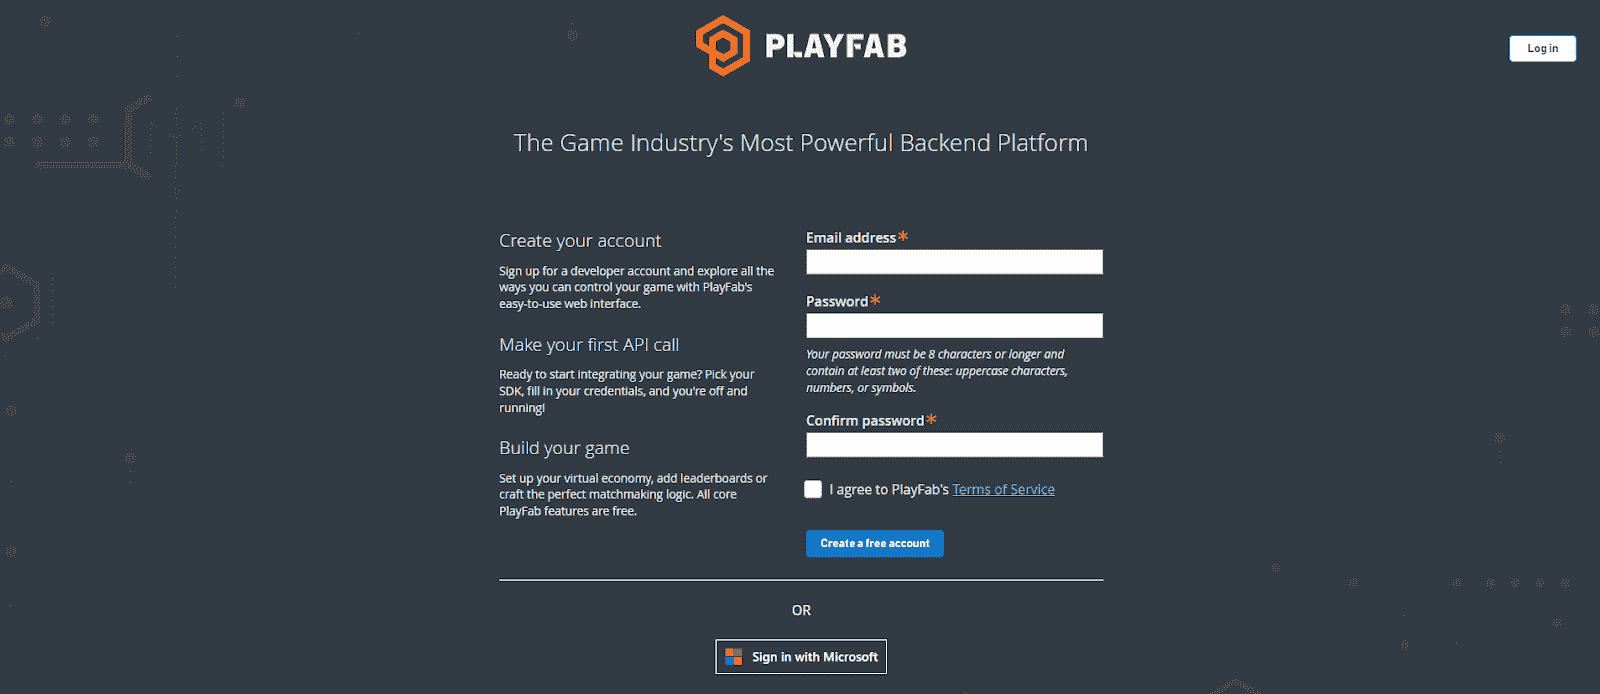 PLAYFAB
Log in
The Game Industry's Most Powerful Backend Platform
Create your account
Sign up for a developer account and explore all the
ways you can control your game with PlayFab's
easy-to-use web interface.
Make your first API call
Ready to start integrating your game? Pick your
SDK, fill in your credentials, and you're off and
running!
Build your game
Set up your virtual economy, add leaderboards or
craft the perfect matchmaking logic. All core
PlayFab features are free.
Email address*
Password*
Your password must be 8 characters or longer and
contain at least two of these: uppercase characters,
numbers, or symbols.
Confirm password*
I agree to PlayFab's Terms of Service
Create a free account
OR
Sign in with Microsoft